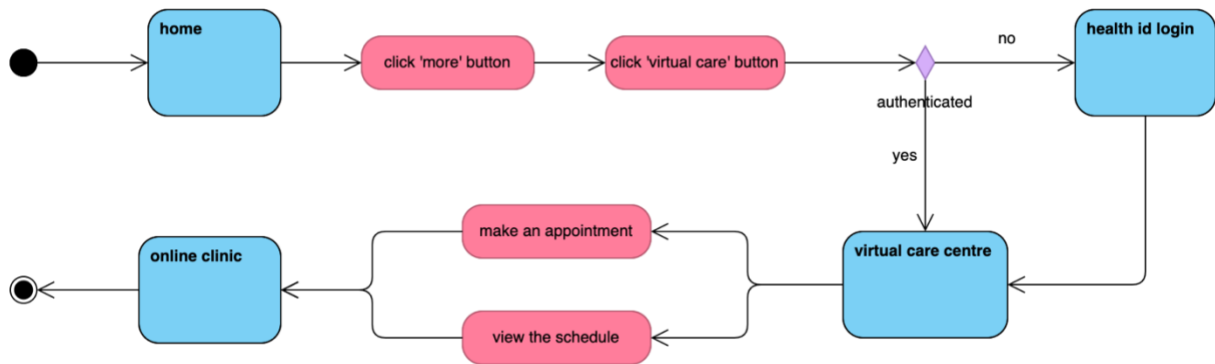 home
click 'more' button
click 'virtual care' button
no
health id login
authenticated
yes
make an appointment
virtual care centre
online clinic
view the schedule